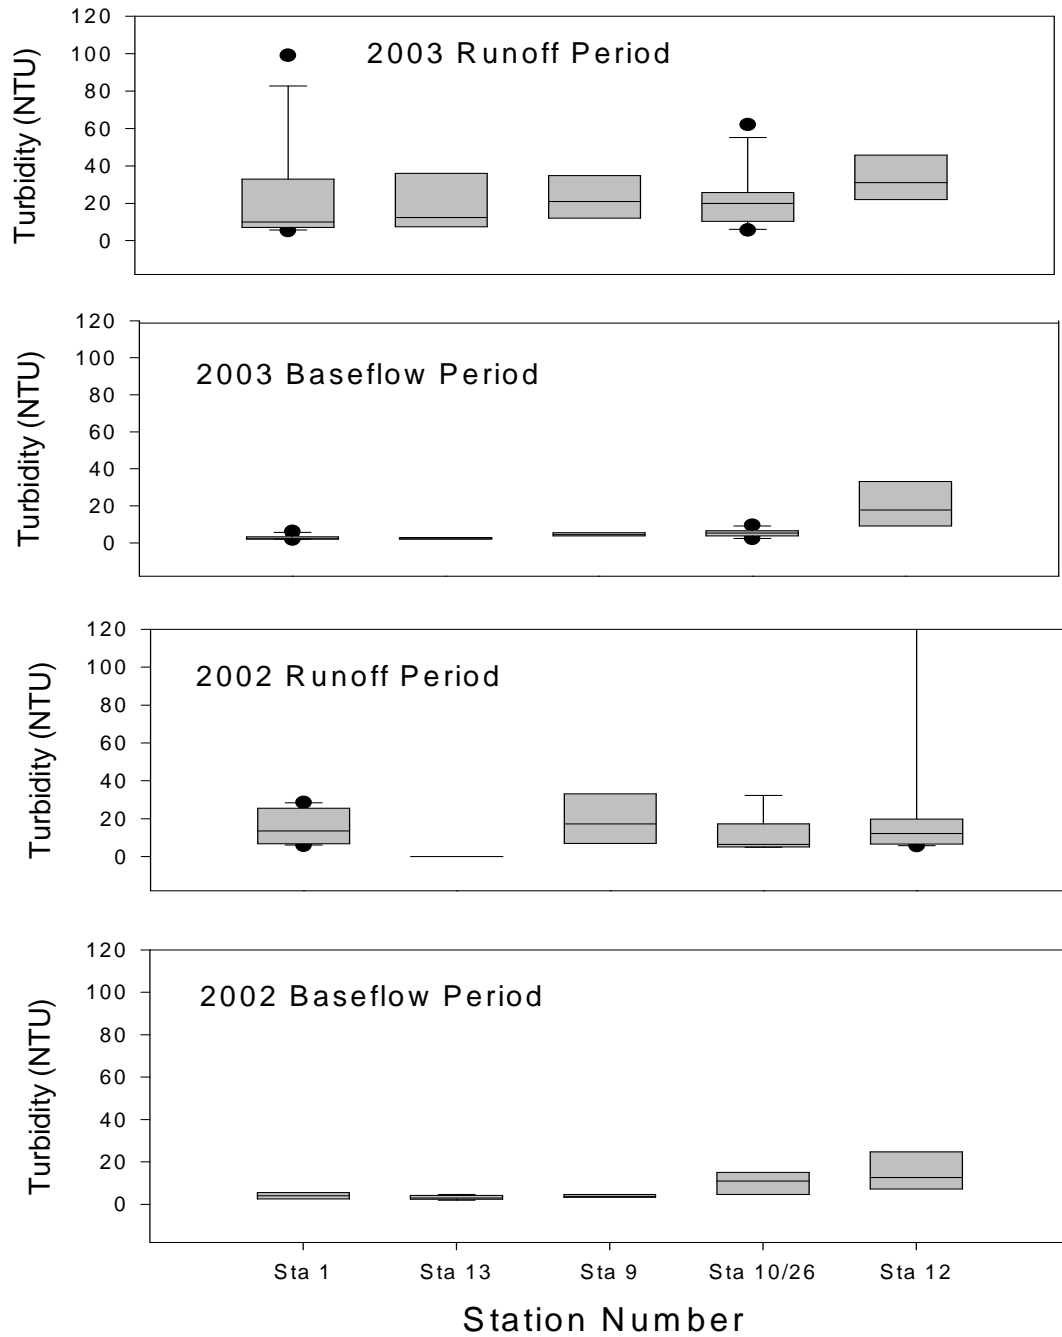 120
100
80
60
40
20
0
Turbidity (NTU)
2003 Runoff Period
120
100
80
60
40
20
0
Turbidity (NTU)
2003 Baseflow Period
120
100
80
60
40
20
0
Turbidity (NTU)
2002 Runoff Period
120
100
80
60
40
20
0
Turbidity (NTU)
2002 Baseflow Period
Sta 1 Sta 13 Sta 9 Sta 10/26 Sta 12
Station Number